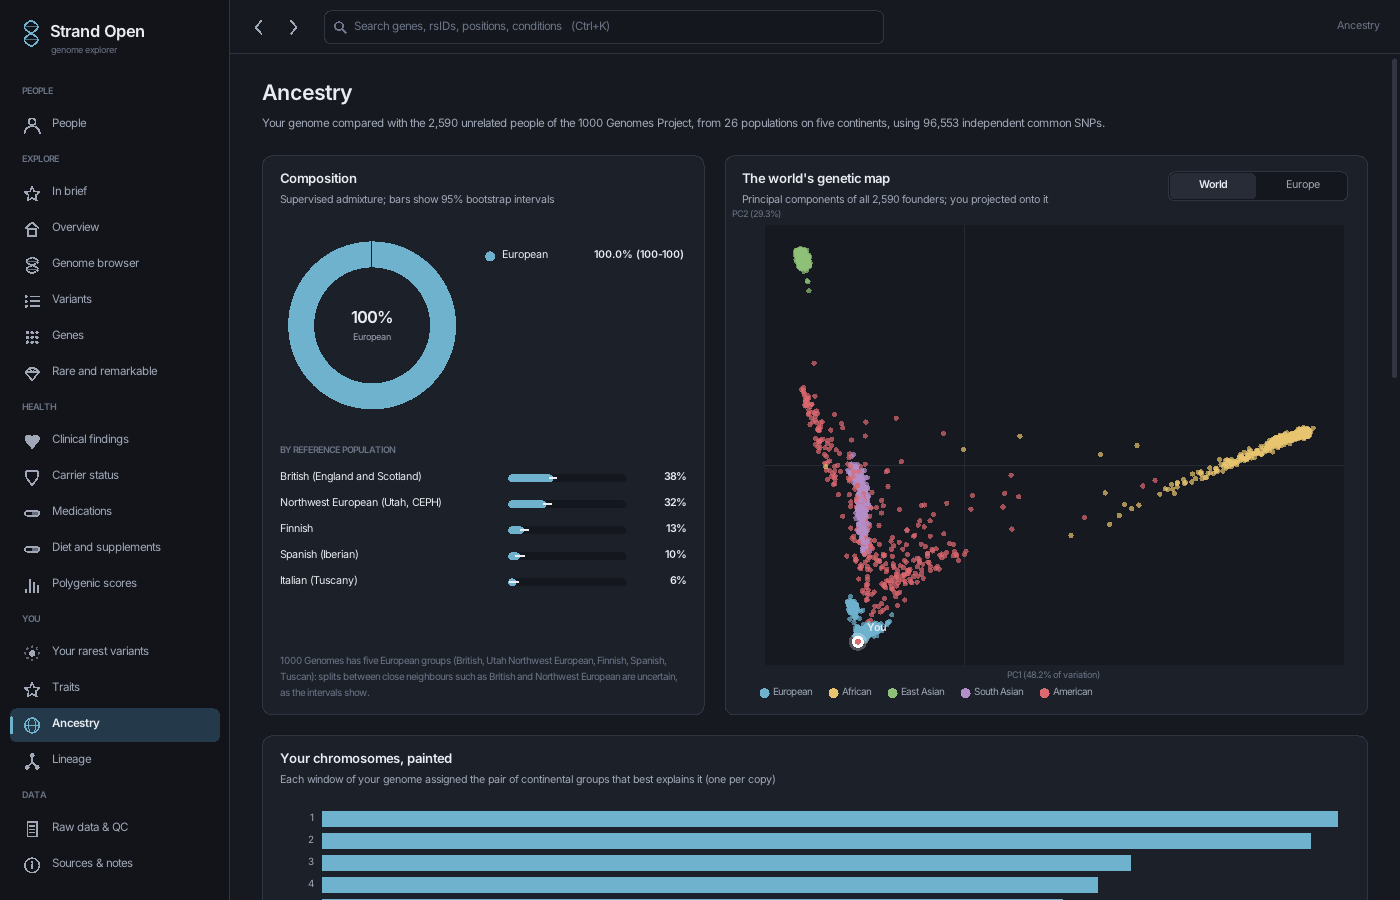 Strand Open
genome explorer
Search genes, rsIDs, positions, conditions (Ctrl+K)
Ancestry
PEOPLE
People
EXPLORE
In brief
Overview
Genome browser
Variants
Genes
Rare and remarkable
HEALTH
Clinical findings
Carrier status
Medications
Diet and supplements
Polygenic scores
YOU
Your rarest variants
Traits
Ancestry
Lineage
DATA
Raw data & QC
Sources & notes
Ancestry
Your genome compared with the 2,590 unrelated people of the 1000 Genomes Project, from 26 populations on five continents, using 96,553 independent common SNPs.
Composition
Supervised admixture; bars show 95% bootstrap intervals
100%
European
European 100.0% (100-100)
BY REFERENCE POPULATION
British (England and Scotland) 38%
Northwest European (Utah, CEPH) 32%
Finnish 13%
Spanish (Iberian) 10%
Italian (Tuscany) 6%
1000 Genomes has five European groups (British, Utah Northwest European, Finnish, Spanish,
Tuscan): splits between close neighbours such as British and Northwest European are uncertain,
as the intervals show.
The world's genetic map
Principal components of all 2,590 founders; you projected onto it
World Europe
PC2 (29.3%)
You
PC1 (48.2% of variation)
European African East Asian South Asian American
Your chromosomes, painted
Each window of your genome assigned the pair of continental groups that best explains it (one per copy)
1
2
3
4